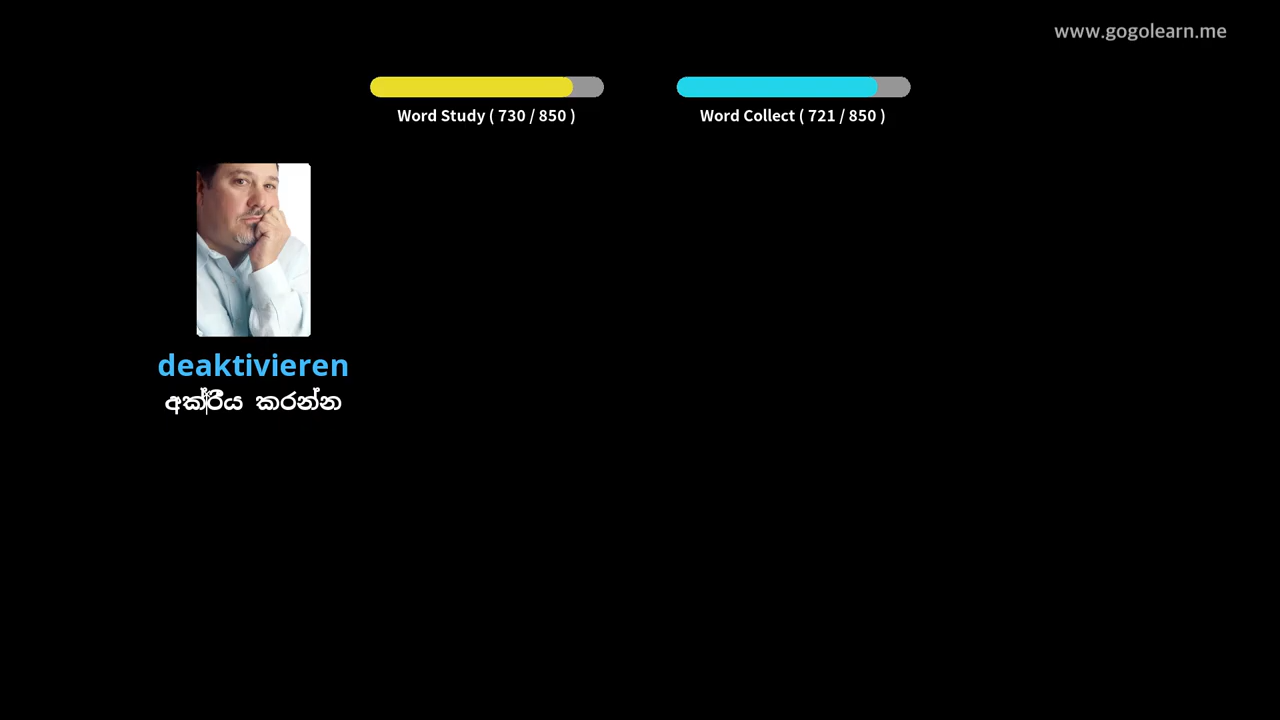 www.gogolearn.me
Word Study ( 730 / 850 )
Word Collect ( 721 / 850 )
deaktivieren
අක්‍රීය කරන්න